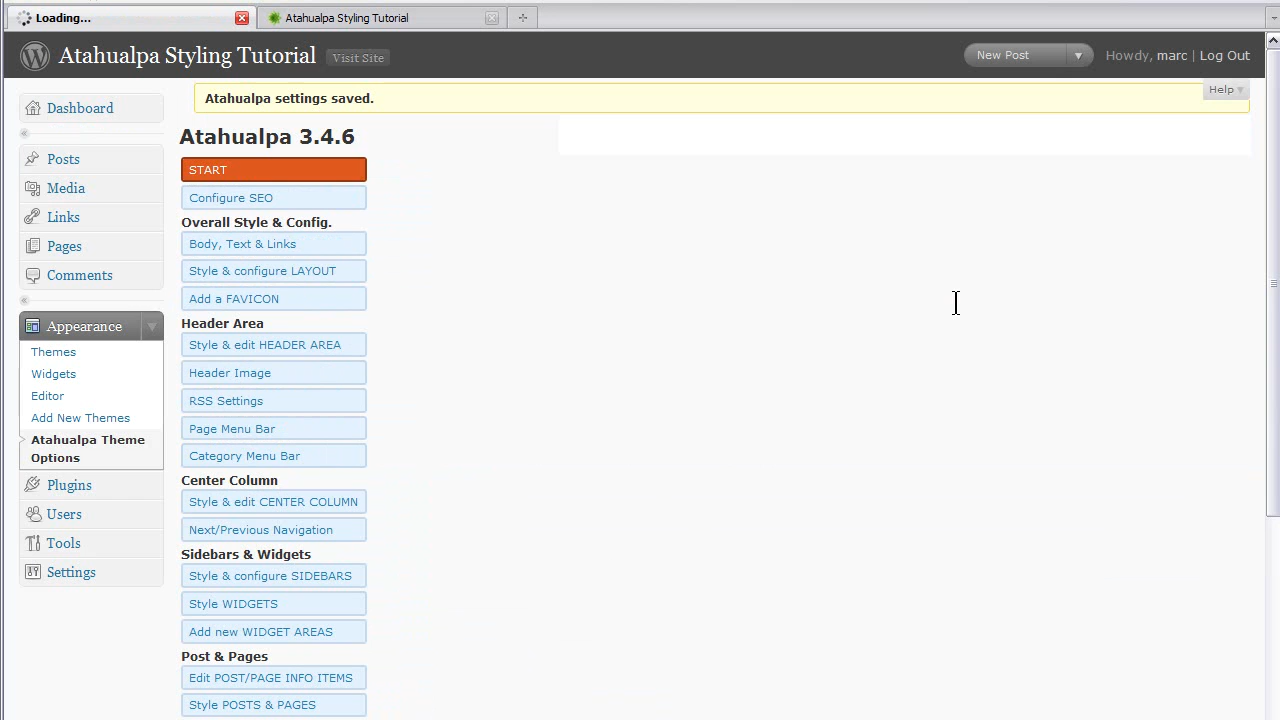 Loading...
Atahualpa Styling Tutorial
Atahualpa Styling Tutorial
Visit Site
New Post
Howdy, marc | Log Out
Help
Atahualpa settings saved.
Dashboard
Posts
Media
Links
Pages
Comments
Appearance
Themes
Widgets
Editor
Add New Themes
Atahualpa Theme
Options
Plugins
Users
Tools
Settings
Atahualpa 3.4.6
START
Configure SEO
Overall Style & Config.
Body, Text & Links
Style & configure LAYOUT
Add a FAVICON
Header Area
Style & edit HEADER AREA
Header Image
RSS Settings
Page Menu Bar
Category Menu Bar
Center Column
Style & edit CENTER COLUMN
Next/Previous Navigation
Sidebars & Widgets
Style & configure SIDEBARS
Style WIDGETS
Add new WIDGET AREAS
Post & Pages
Edit POST/PAGE INFO ITEMS
Style POSTS & PAGES